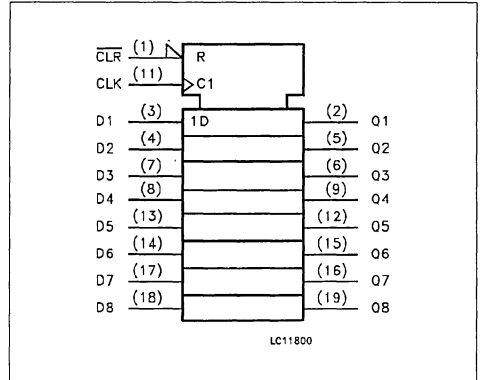 C̅L̅R̅ (1) R
CLK (11) C1
D1 (3) 1D (2) Q1
D2 (4) (5) Q2
D3 (7) (6) Q3
D4 (8) (9) Q4
D5 (13) (12) Q5
D6 (14) (15) Q6
D7 (17) (16) Q7
D8 (18) (19) Q8
LC11800